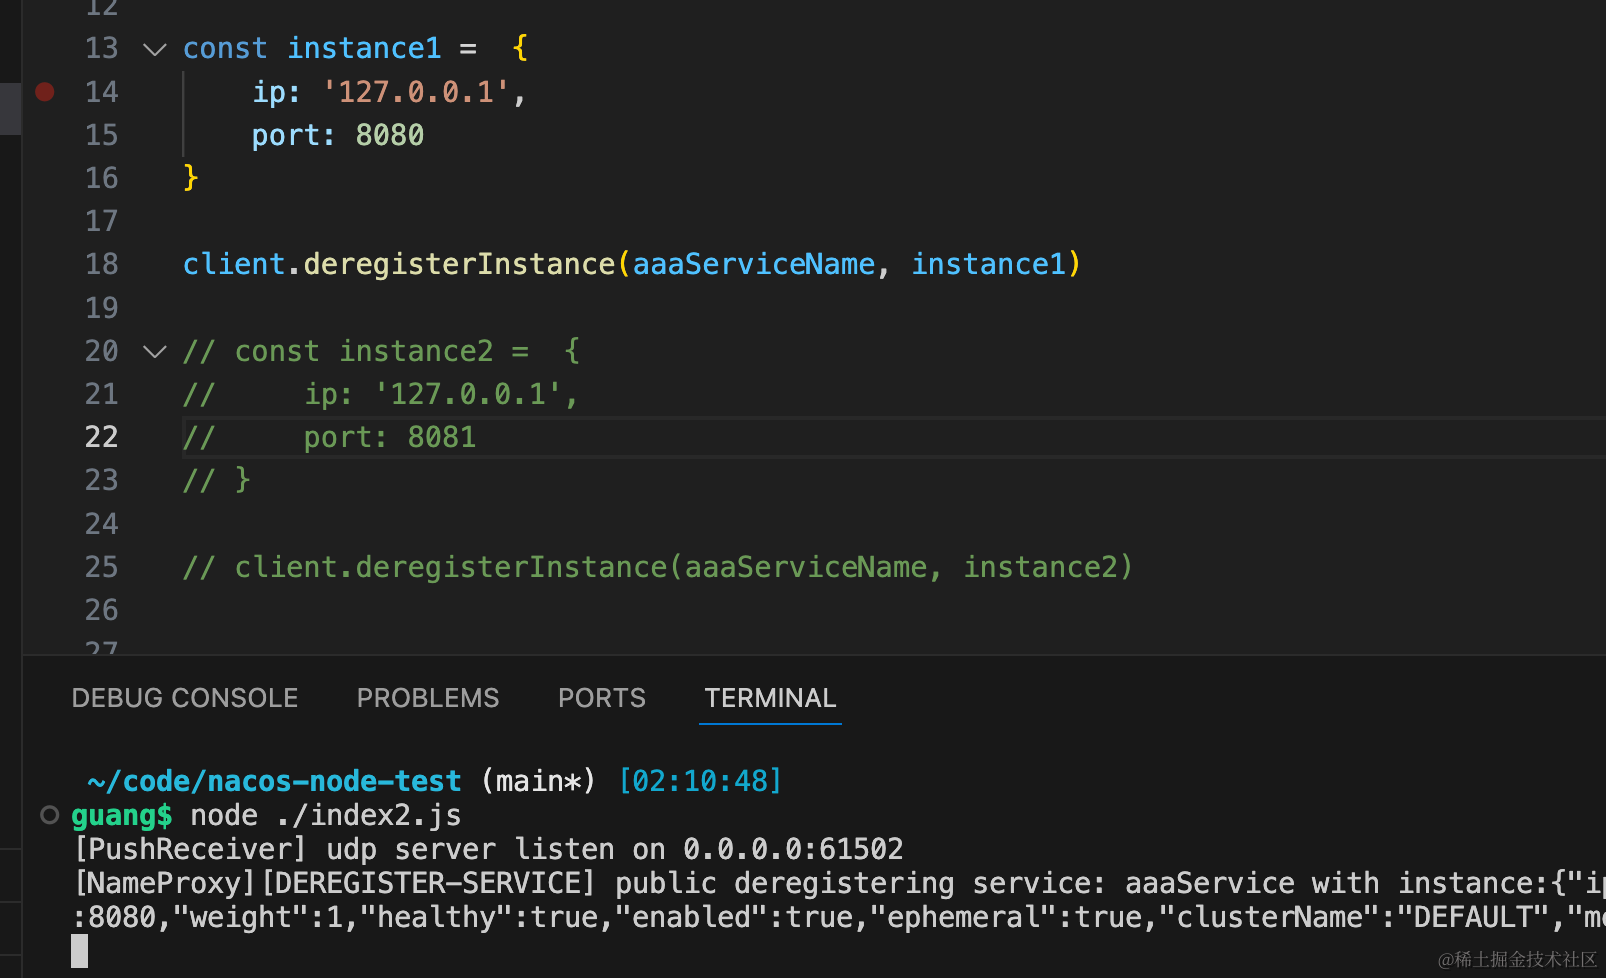 12
13 const instance1 =  {
14     ip: '127.0.0.1',
15     port: 8080
16 }
17
18 client.deregisterInstance(aaaServiceName, instance1)
19
20 // const instance2 =  {
21 //     ip: '127.0.0.1',
22 //     port: 8081
23 // }
24
25 // client.deregisterInstance(aaaServiceName, instance2)
26
27
DEBUG CONSOLE PROBLEMS PORTS TERMINAL
~/code/nacos-node-test (main*) [02:10:48]
guang$ node ./index2.js
[PushReceiver] udp server listen on 0.0.0.0:61502
[NameProxy][DEREGISTER-SERVICE] public deregistering service: aaaService with instance:{"ip
:8080,"weight":1,"healthy":true,"enabled":true,"ephemeral":true,"clusterName":"DEFAULT","me
@稀土掘金技术社区